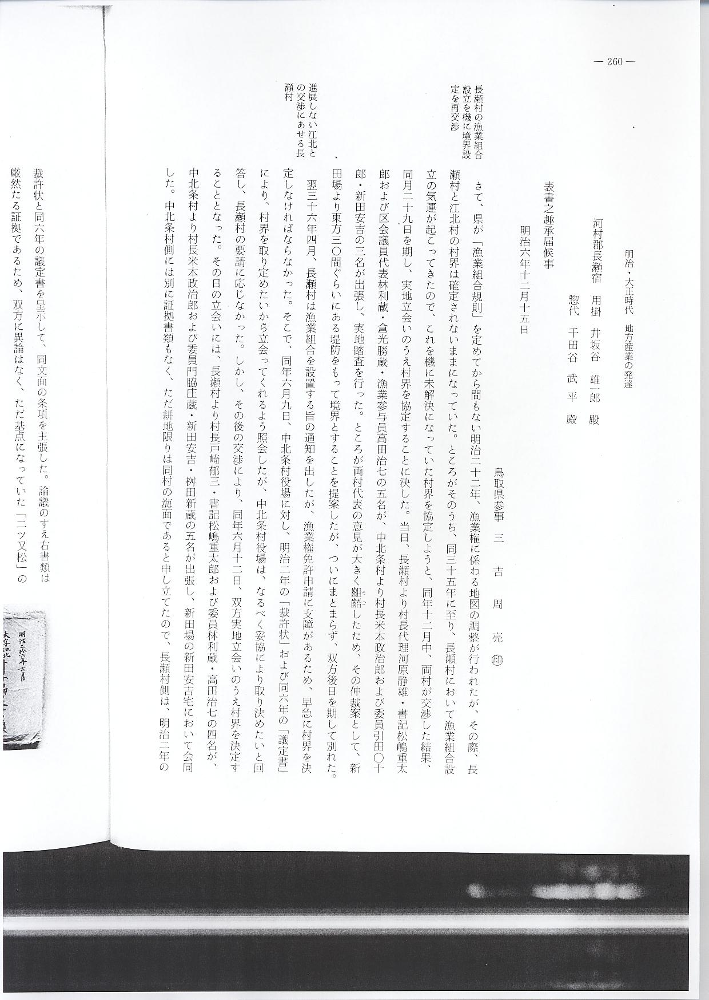 ― 260 ―
明治・大正時代 地方産業の発達
河村郡長瀬宿 用掛 井坂谷 雄一郎 殿
惣代 千田谷 武平 殿
表書之趣承届候事
明治六年十二月十五日
鳥取県参事 三吉周亮 ㊞
長瀬村の漁業組合
設立を機に境界設
定を再交渉
さて、県が「漁業組合規則」を定めてから間もない明治二十二年、漁業権に係わる地図の調整が行われたが、その際、長
瀬村と江北村の村界は確定されないままになっていた。ところがそのうち、同三十五年に至り、長瀬村において漁業組合設
立の気運が起こってきたので、これを機に未解決になっていた村界を協定しようと、同年十二月中、両村が交渉した結果、
同月二十九日を期し、実地立会いのうえ村界を協定することに決した。当日、長瀬村より村長代理河原静雄・書記松嶋重太
郎および区会議員代表林利蔵・倉光勝蔵・漁業参与員高田治七の五名が、中北条村より村長米本政治郎および委員引田〇十
郎・新田安吉の三名が出張し、実地踏査を行った。ところが両村代表の意見が大きく齟齬したため、その仲裁案として、新
田場より東方三〇間ぐらいにある堤防をもって境界とすることを提案したが、ついにまとまらず、双方後日を期して別れた。
進展しない江北と
の交渉にあせる長
瀬村
翌三十六年四月、長瀬村は漁業組合を設置する旨の通知を出したが、漁業権免許申請に支障があるため、早急に村界を決
定しなければならなかった。そこで、同年六月九日、中北条村役場に対し、明治二年の「裁許状」および同六年の「議定書」
により、村界を取り定めたいから立会ってくれるよう照会したが、中北条村役場は、なるべく妥協により取り決めたいと回
答し、長瀬村の要請に応じなかった。しかし、その後の交渉により、同年六月十二日、双方実地立会いのうえ村界を決定す
ることとなった。その日の立会いには、長瀬村より村長戸崎郁三・書記松嶋重太郎および委員林利蔵・高田治七の四名が、
中北条村より村長米本政治郎および委員門脇庄蔵・新田安吉・桝田新蔵の五名が出張し、新田場の新田安吉宅において会同
した。中北条村側には別に証拠書類もなく、ただ耕地限りは同村の海面であると申し立てたので、長瀬村側は、明治二年の
裁許状と同六年の議定書を呈示して、同文面の条項を主張した。論議のすえ右書類は
厳然たる証拠であるため、双方に異論はなく、ただ基点になっていた「二ッ又松」の
明治三拾六年六月